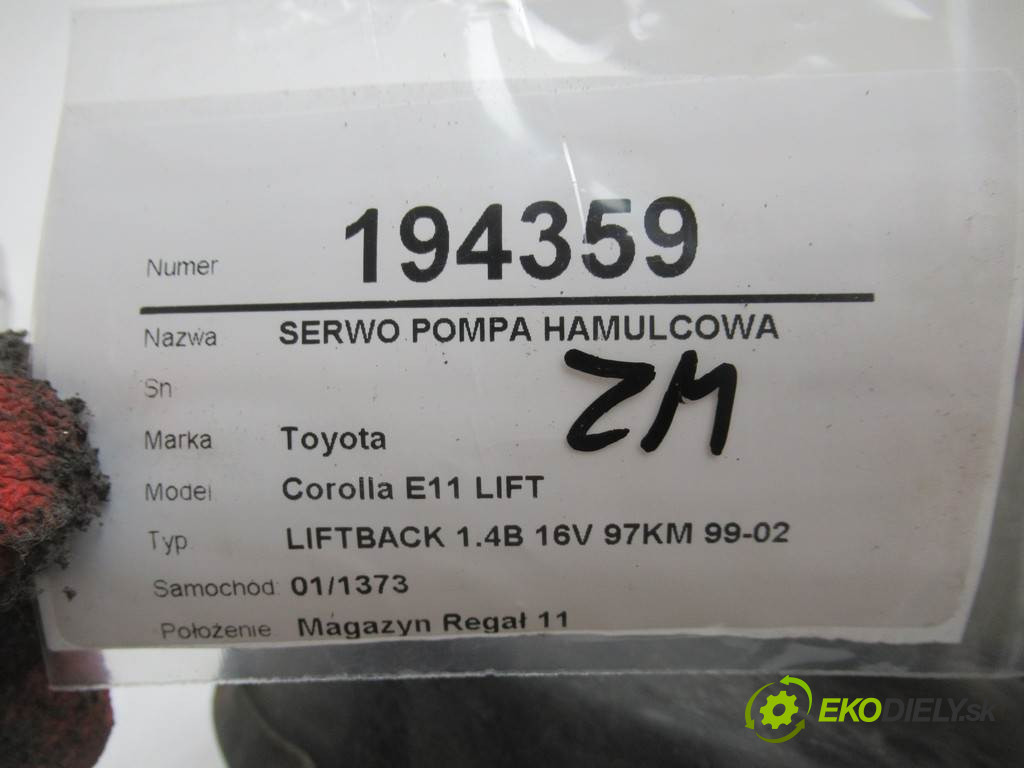 Numer 194359
Nazwa SERWO POMPA HAMULCOWA
Sn
ZM
Marka Toyota
Model Corolla E11 LIFT
Typ LIFTBACK 1.4B 16V 97KM 99-02
Samochód: 01/1373
Położenie Magazyn Regał 11
EKODIELY.sk